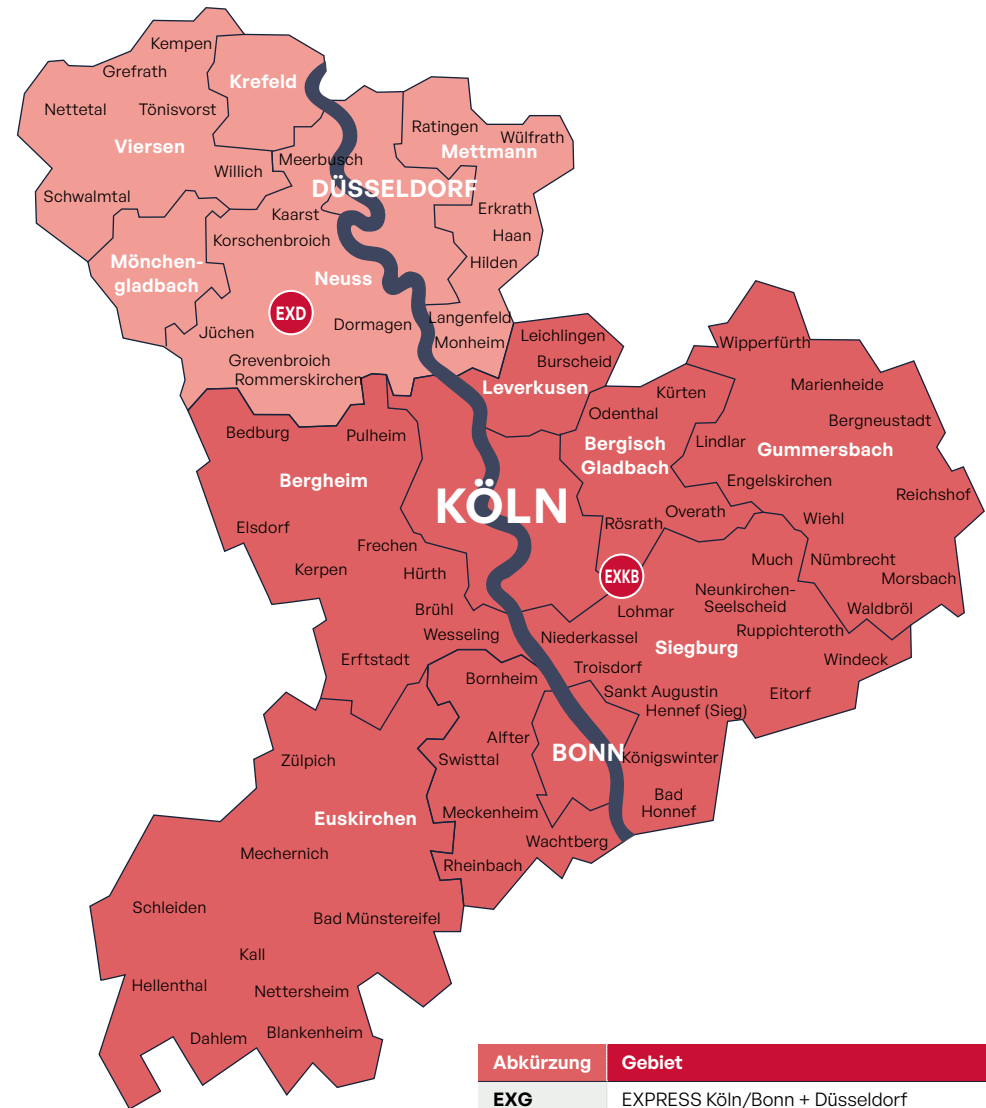 Kempen
Grefrath
Krefeld
Nettetal
Tönisvorst
Viersen
Ratingen
Wülfrath
Mettmann
Meerbusch
Willich
DÜSSELDORF
Schwalmtal
Kaarst
Erkrath
Korschenbroich
Haan
Mönchen-
gladbach
Hilden
Neuss
EXD
Jüchen
Dormagen
Langenfeld
Monheim
Grevenbroich
Rommerskirchen
Leichlingen
Burscheid
Leverkusen
Wipperfürth
Kürten
Marienheide
Odenthal
Bergneustadt
Bedburg
Pulheim
Bergisch
Gladbach
Lindlar
Gummersbach
Bergheim
Engelskirchen
Reichshof
KÖLN
Elsdorf
Rösrath
Overath
Wiehl
Frechen
Kerpen
Hürth
EXKB
Much
Nümbrecht
Morsbach
Neunkirchen-
Seelscheid
Brühl
Lohmar
Waldbröl
Wesseling
Niederkassel
Ruppichteroth
Siegburg
Erftstadt
Troisdorf
Windeck
Bornheim
Sankt Augustin
Eitorf
Hennef (Sieg)
Alfter
BONN
Zülpich
Swisttal
Königswinter
Bad
Honnef
Euskirchen
Meckenheim
Wachtberg
Mechernich
Rheinbach
Schleiden
Bad Münstereifel
Kall
Hellenthal
Nettersheim
Dahlem
Blankenheim
Abkürzung Gebiet
EXG EXPRESS Köln/Bonn + Düsseldorf